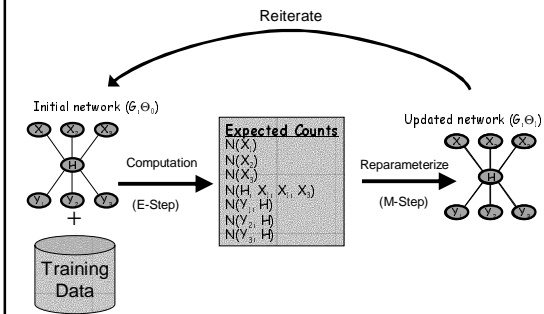 Reiterate
Initial network (G,Θ₀)
X₁ X₂ X₃
H
Y₁ Y₂ Y₃
+
Training
Data
Computation
(E-Step)
Expected Counts
N(X₁)
N(X₂)
N(X₃)
N(H, X₁, X₁, X₃)
N(Y₁, H)
N(Y₂, H)
N(Y₃, H)
Reparameterize
(M-Step)
Updated network (G,Θ₁)
X₁ X₂ X₃
H
Y₁ Y₂ Y₃